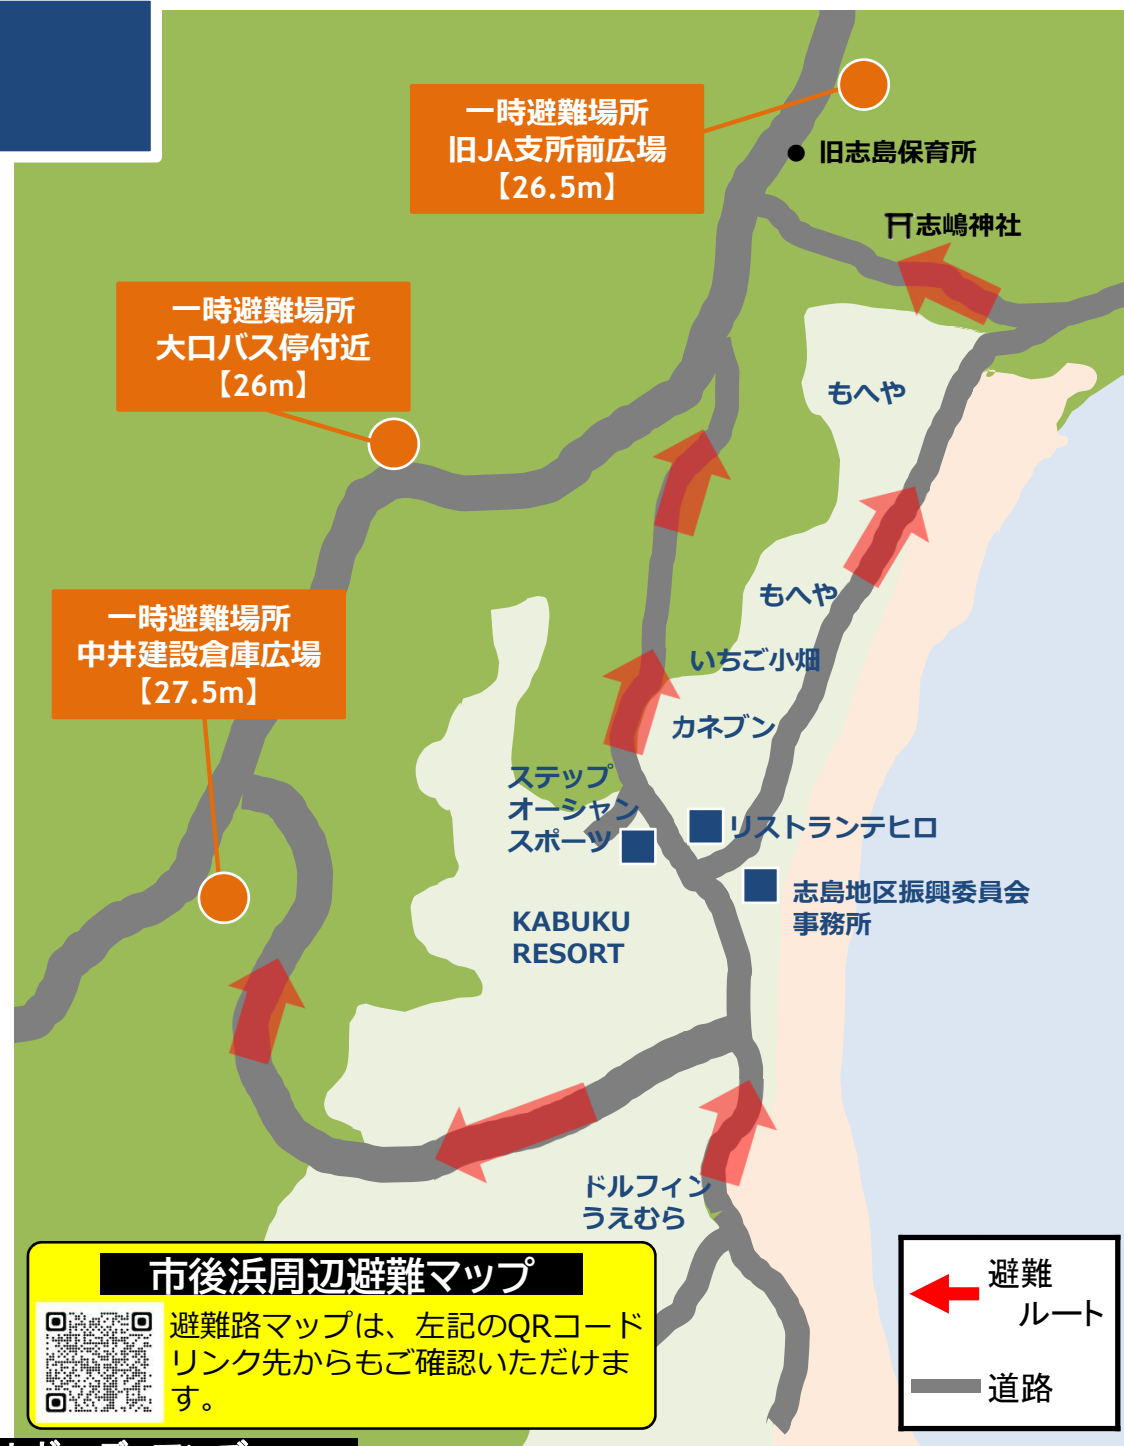 一時避難場所
旧JA支所前広場
【26.5m】
旧志島保育所
志嶋神社
一時避難場所
大口バス停付近
【26m】
もへや
一時避難場所
中井建設倉庫広場
【27.5m】
もへや
いちご小畑
カネブン
ステップ
オーシャン
スポーツ
リストランテヒロ
志島地区振興委員会
事務所
KABUKU
RESORT
ドルフィン
うえむら
市後浜周辺避難マップ
避難路マップは、左記のQRコード
リンク先からもご確認いただけま
す。
避難
ルート
道路